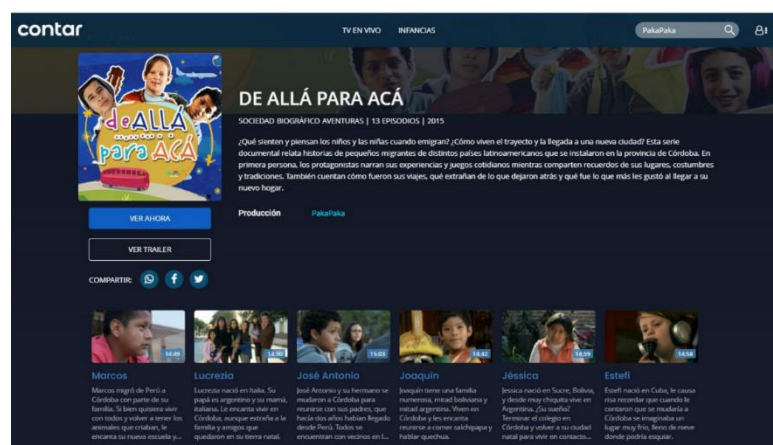 contar
TV EN VIVO
INFANCIAS
PakaPaka
de ALLÁ
para ACÁ
DE ALLÁ PARA ACÁ
SOCIEDAD BIOGRÁFICO AVENTURAS | 13 EPISODIOS | 2015
¿Qué sienten y piensan los niños y las niñas cuando emigran? ¿Cómo viven el trayecto y la llegada a una nueva ciudad? Esta serie
documental relata historias de pequeños migrantes de distintos países latinoamericanos que se instalaron en la provincia de Córdoba. En
primera persona, los protagonistas narran sus experiencias y juegos cotidianos mientras comparten recuerdos de sus lugares, costumbres
y tradiciones. También cuentan cómo fueron sus viajes, qué extrañan de lo que dejaron atrás y qué fue lo que más les gustó al llegar a su
nuevo hogar.
Producción
PakaPaka
VER AHORA
VER TRAILER
COMPARTIR:
14:49
Marcos
Marcos migró de Perú a
Córdoba con parte de su
familia. Si bien quisiera vivir
con todos y volver a tener los
animales que criaban, le
encanta su nueva escuela y...
14:30
Lucrezia
Lucrezia nació en Italia. Su
papá es argentino y su mamá,
italiana. Le encanta vivir en
Córdoba, aunque extraña a la
familia y amigos que
quedaron en su tierra natal.
15:03
José Antonio
José Antonio y su hermano se
mudaron a Córdoba para
reunirse con sus padres, que
hacía dos años habían llegado
desde Perú. Todos se
encuentran con vecinos en l...
14:42
Joaquín
Joaquín tiene una familia
numerosa, mitad boliviana y
mitad argentina. Viven en
Córdoba y les encanta
reunirse a comer salchipapa y
hablar quechua.
14:59
Jéssica
Jessica nació en Sucre, Bolivia,
y desde muy chiquita vive en
Argentina. ¿Su sueño?
Terminar el colegio en
Córdoba y volver a su ciudad
natal para vivir en contacto...
14:58
Estefi
Estefi nació en Cuba, le causa
risa recordar que cuando le
contaron que se mudaría a
Córdoba se imaginaba un
lugar muy frío, lleno de nieve
donde podría esquiar.